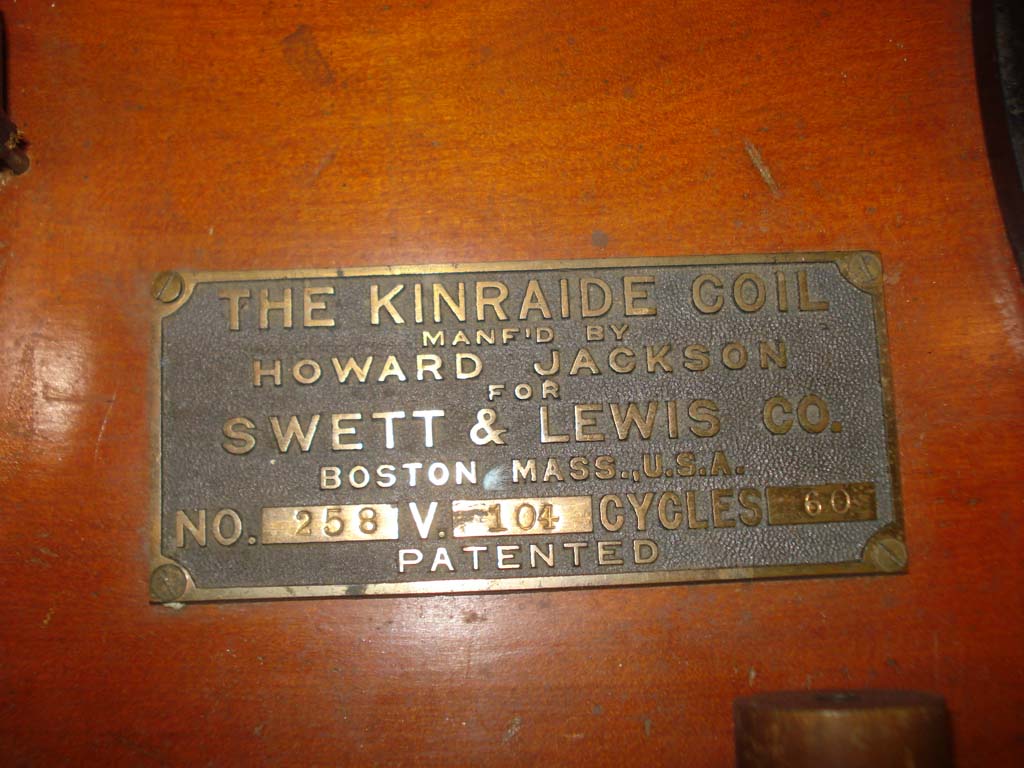 THE KINRAIDE COIL
MANF'D BY
HOWARD JACKSON
FOR
SWETT & LEWIS CO.
BOSTON MASS., U.S.A.
NO. 258 V. 104 CYCLES 60
PATENTED